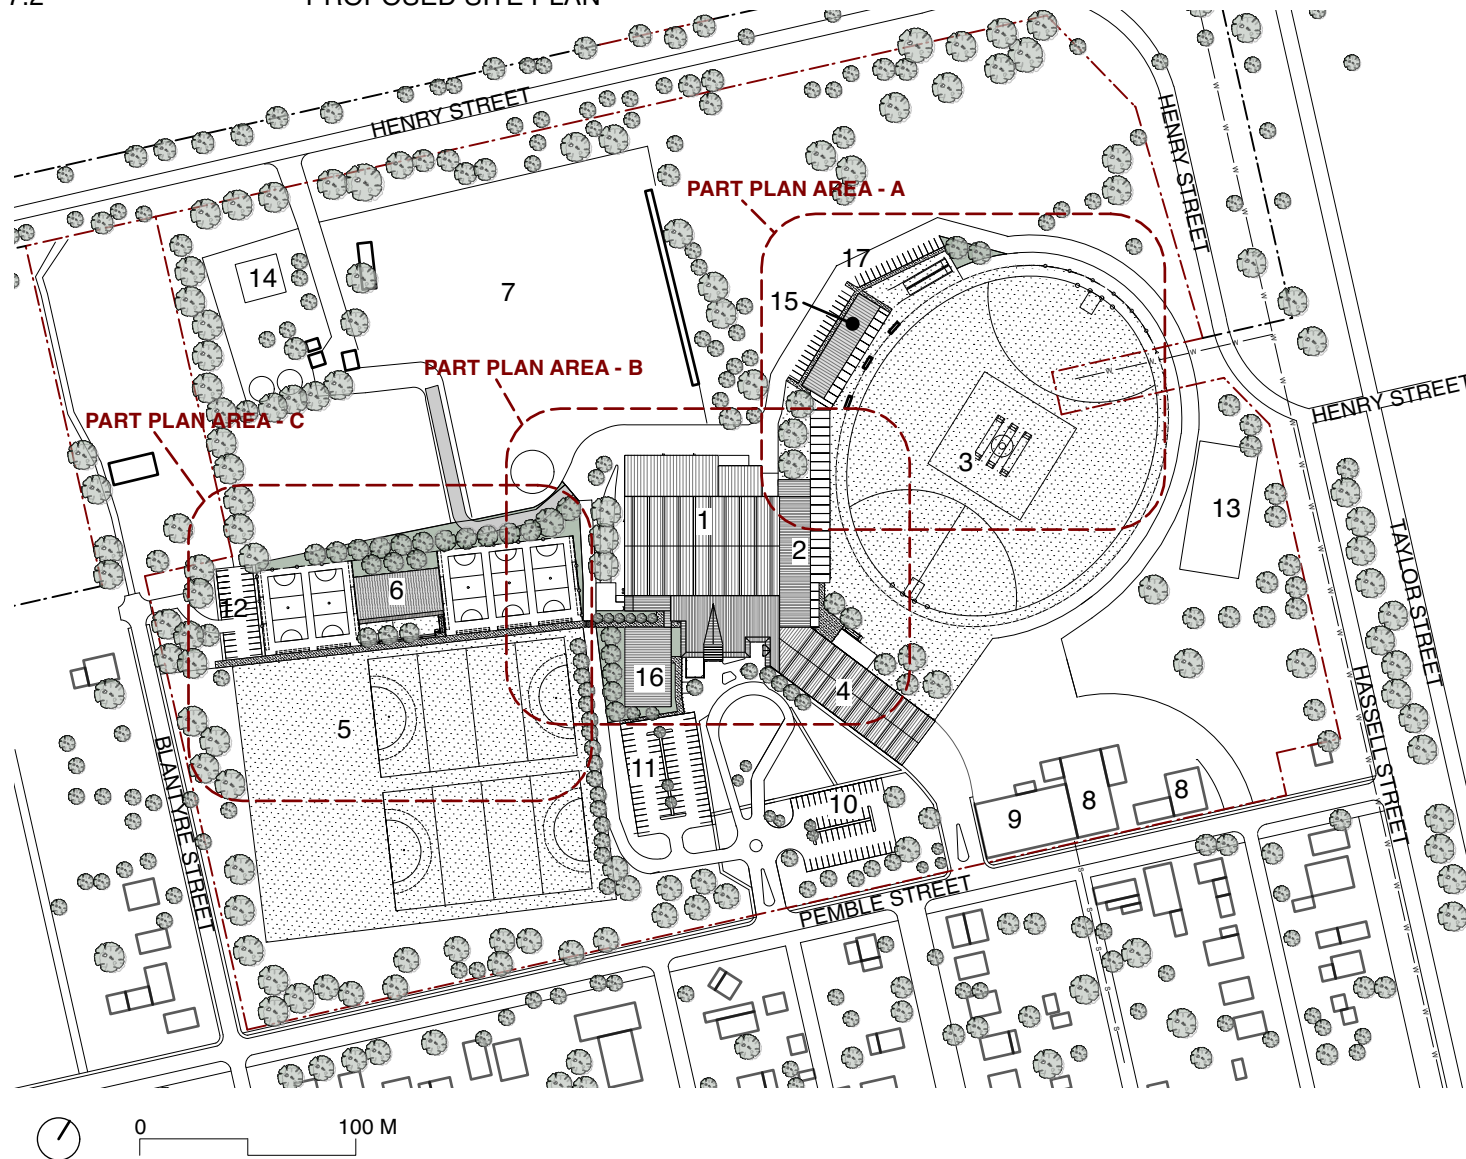 7.2 PROPOSED SITE PLAN
HENRY STREET
HENRY STREET
PART PLAN AREA - A
17
14
7
15
PART PLAN AREA - B
HENRY STREET
PART PLAN AREA - C
3
13
1
2
TAYLOR STREET
6
12
16
4
5
HASSELL STREET
BLANTYRE STREET
11
10
8
8
9
PEMBLE STREET
0 100 M